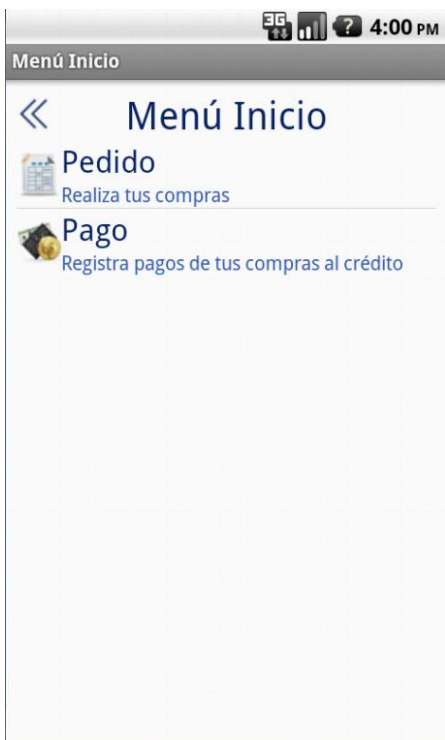 3G ? 4:00 PM
Menú Inicio
Menú Inicio
Pedido
Realiza tus compras
Pago
Registra pagos de tus compras al crédito